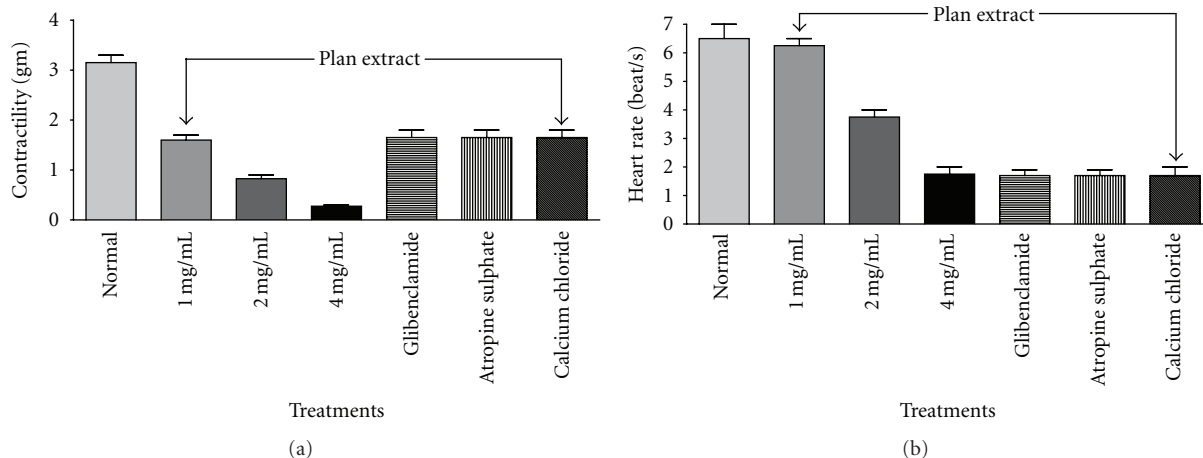 Contractility (gm)
4
3
2
1
0
Plan extract
Normal
1 mg/mL
2 mg/mL
4 mg/mL
Glibenclamide
Atropine sulphate
Calcium chloride
Treatments
(a)
Heart rate (beat/s)
7
6
5
4
3
2
1
0
Plan extract
Normal
1 mg/mL
2 mg/mL
4 mg/mL
Glibenclamide
Atropine sulphate
Calcium chloride
Treatments
(b)